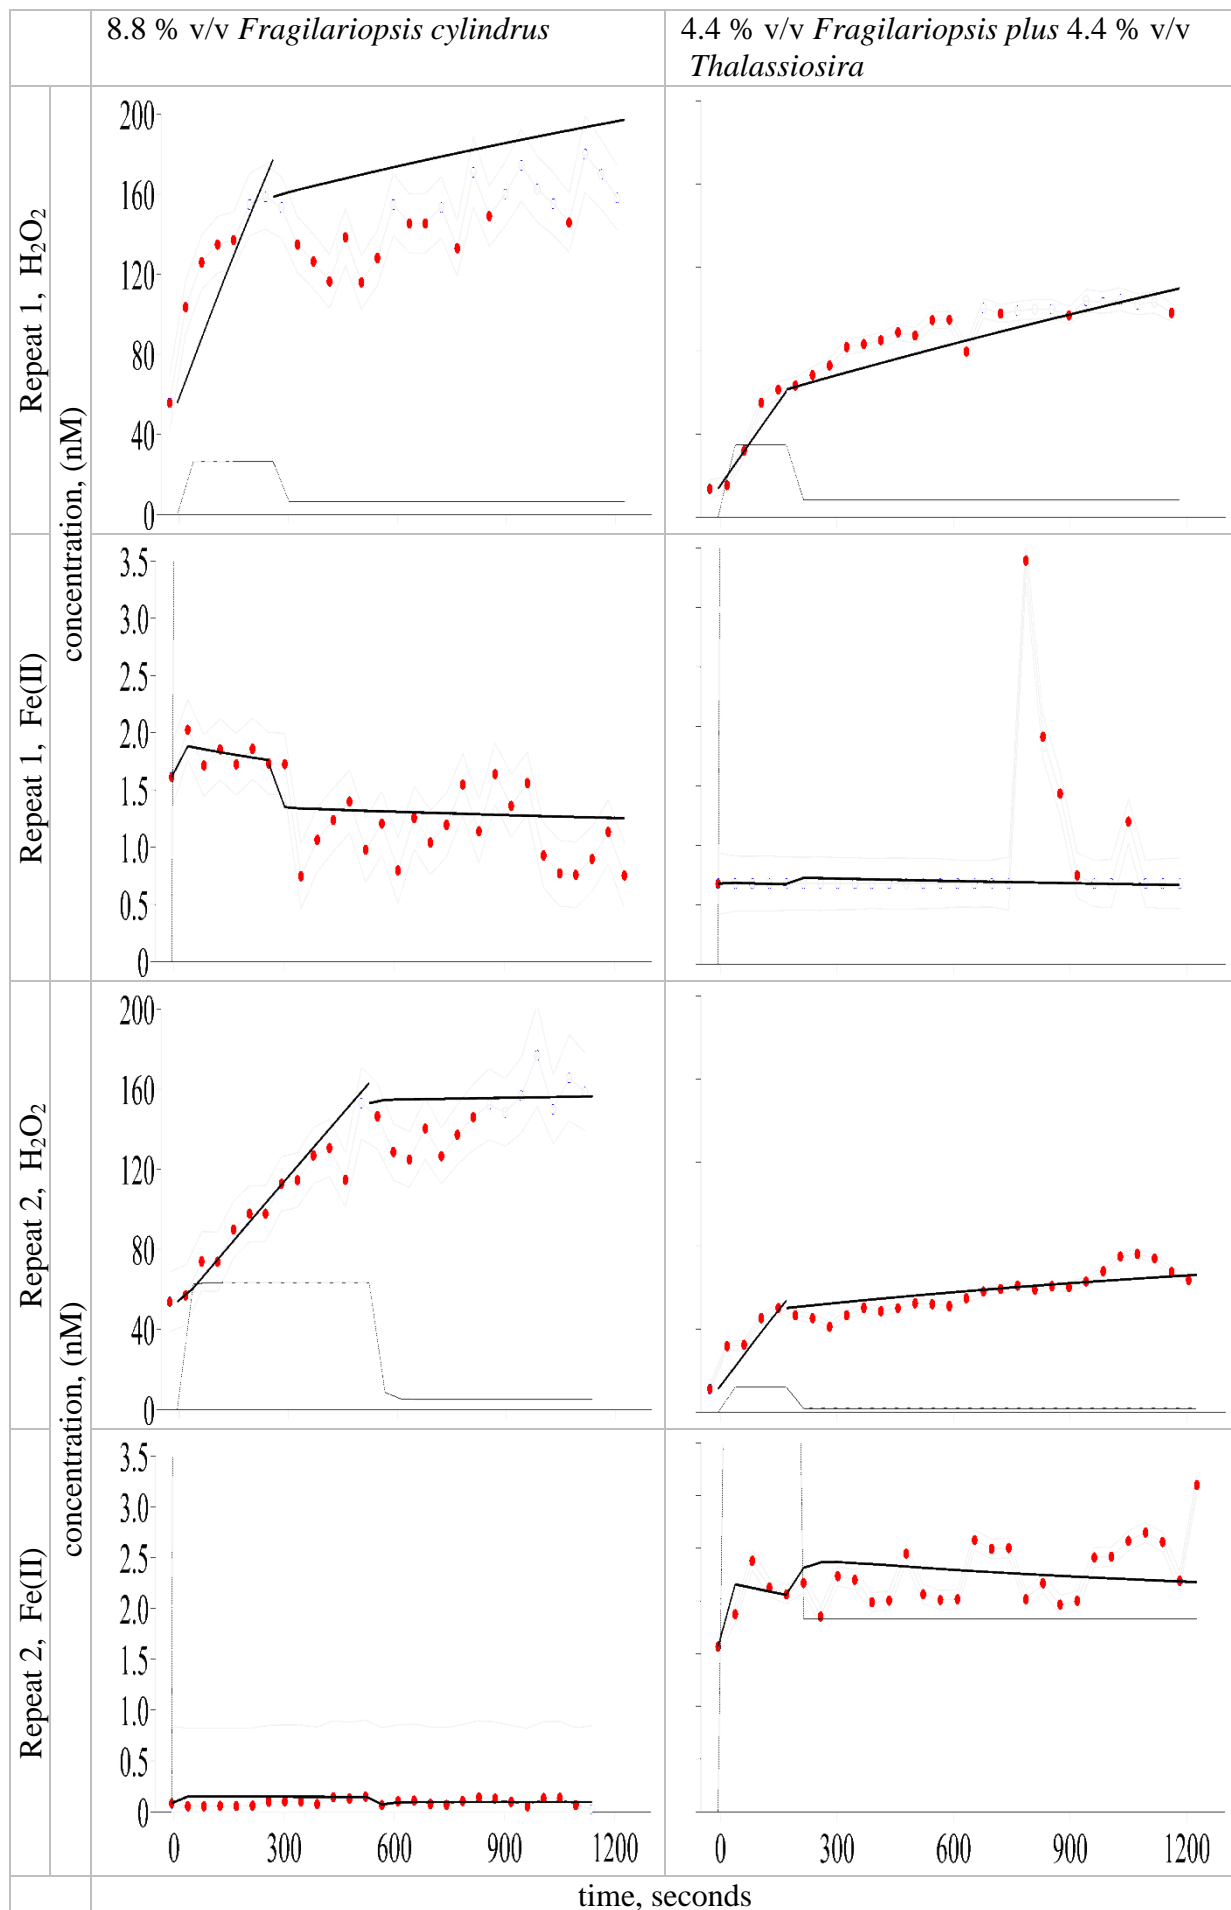 8.8 % v/v Fragilariopsis cylindrus
4.4 % v/v Fragilariopsis plus 4.4 % v/v
Thalassiosira
Repeat 1, H₂O₂
200
160
120
80
40
0
concentration, (nM)
Repeat 1, Fe(II)
3.5
3.0
2.5
2.0
1.5
1.0
0.5
0
Repeat 2, H₂O₂
200
160
120
80
40
0
concentration, (nM)
Repeat 2, Fe(II)
3.5
3.0
2.5
2.0
1.5
1.0
0.5
0
0 300 600 900 1200
300 600 900 1200
time, seconds